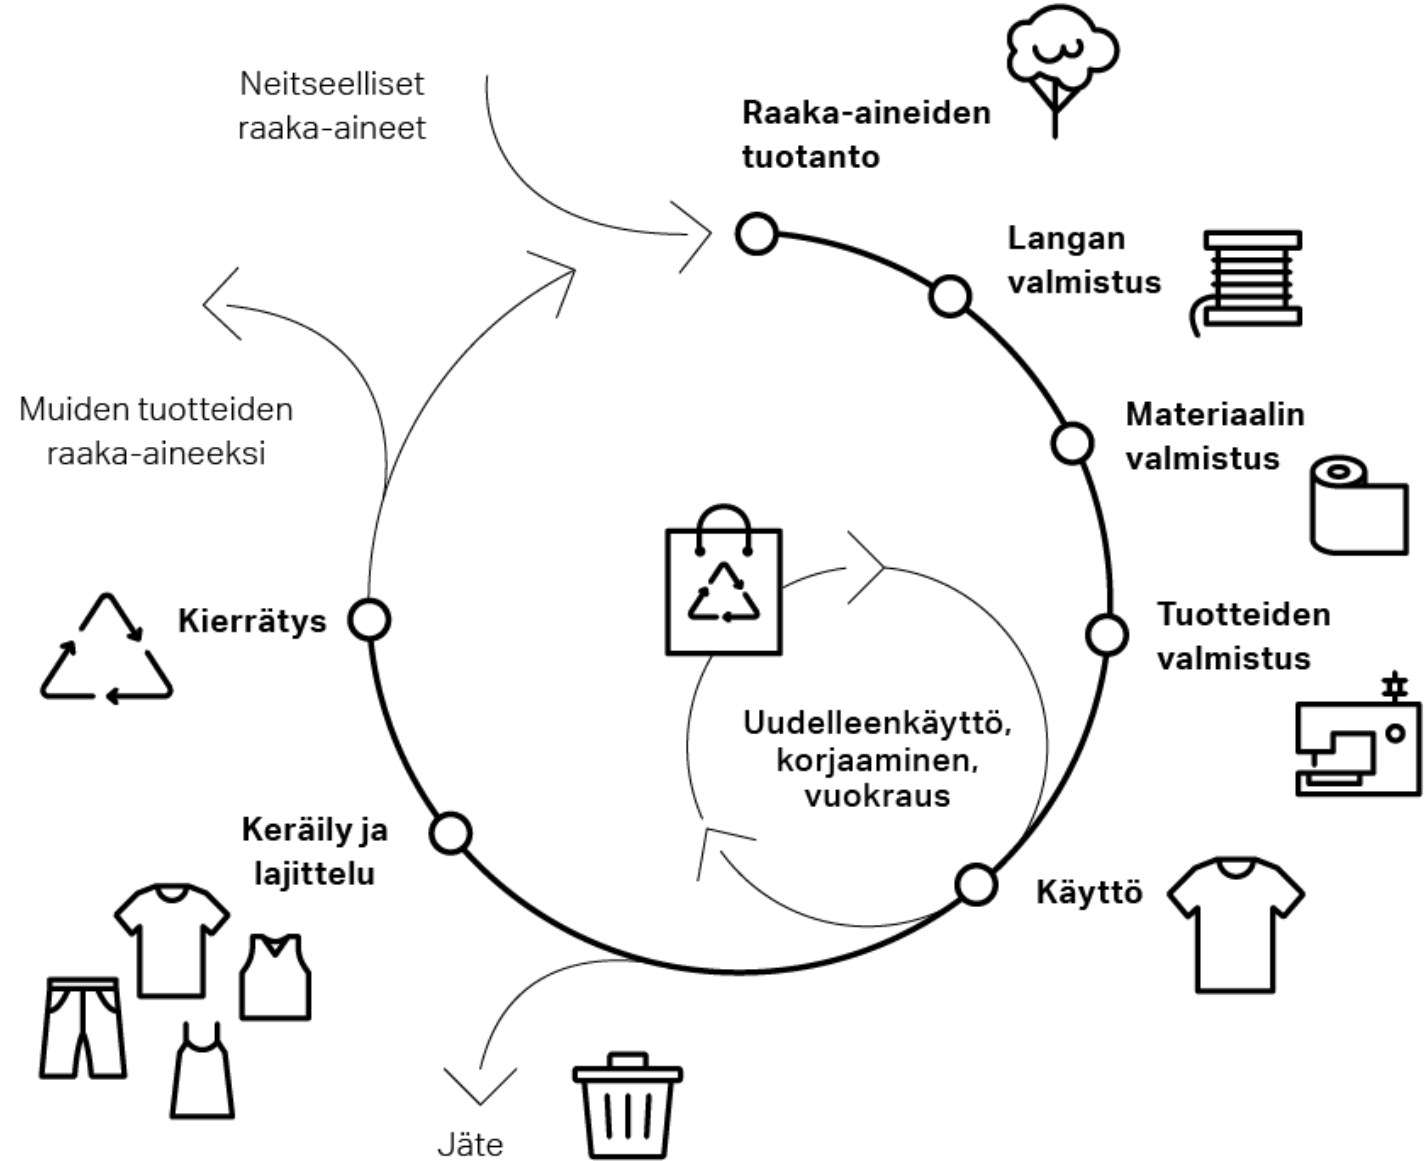 Neitseelliset
raaka-aineet
Raaka-aineiden
tuotanto
Langan
valmistus
Materiaalin
valmistus
Tuotteiden
valmistus
Käyttö
Uudelleenkäyttö,
korjaaminen,
vuokraus
Jäte
Keräily ja
lajittelu
Kierrätys
Muiden tuotteiden
raaka-aineeksi